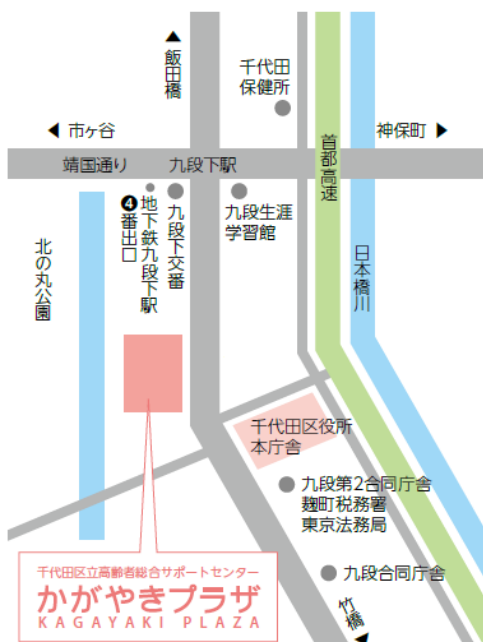 ▲飯田橋
千代田
保健所
◀ 市ヶ谷
神保町 ▶
靖国通り
九段下駅
首都高速
日本橋川
❹番出口
地下鉄九段下駅
九段下交番
九段生涯
学習館
北の丸公園
千代田区役所
本庁舎
九段第2合同庁舎
麹町税務署
東京法務局
九段合同庁舎
竹橋▼
千代田区立高齢者総合サポートセンター
かがやきプラザ
KAGAYAKI PLAZA